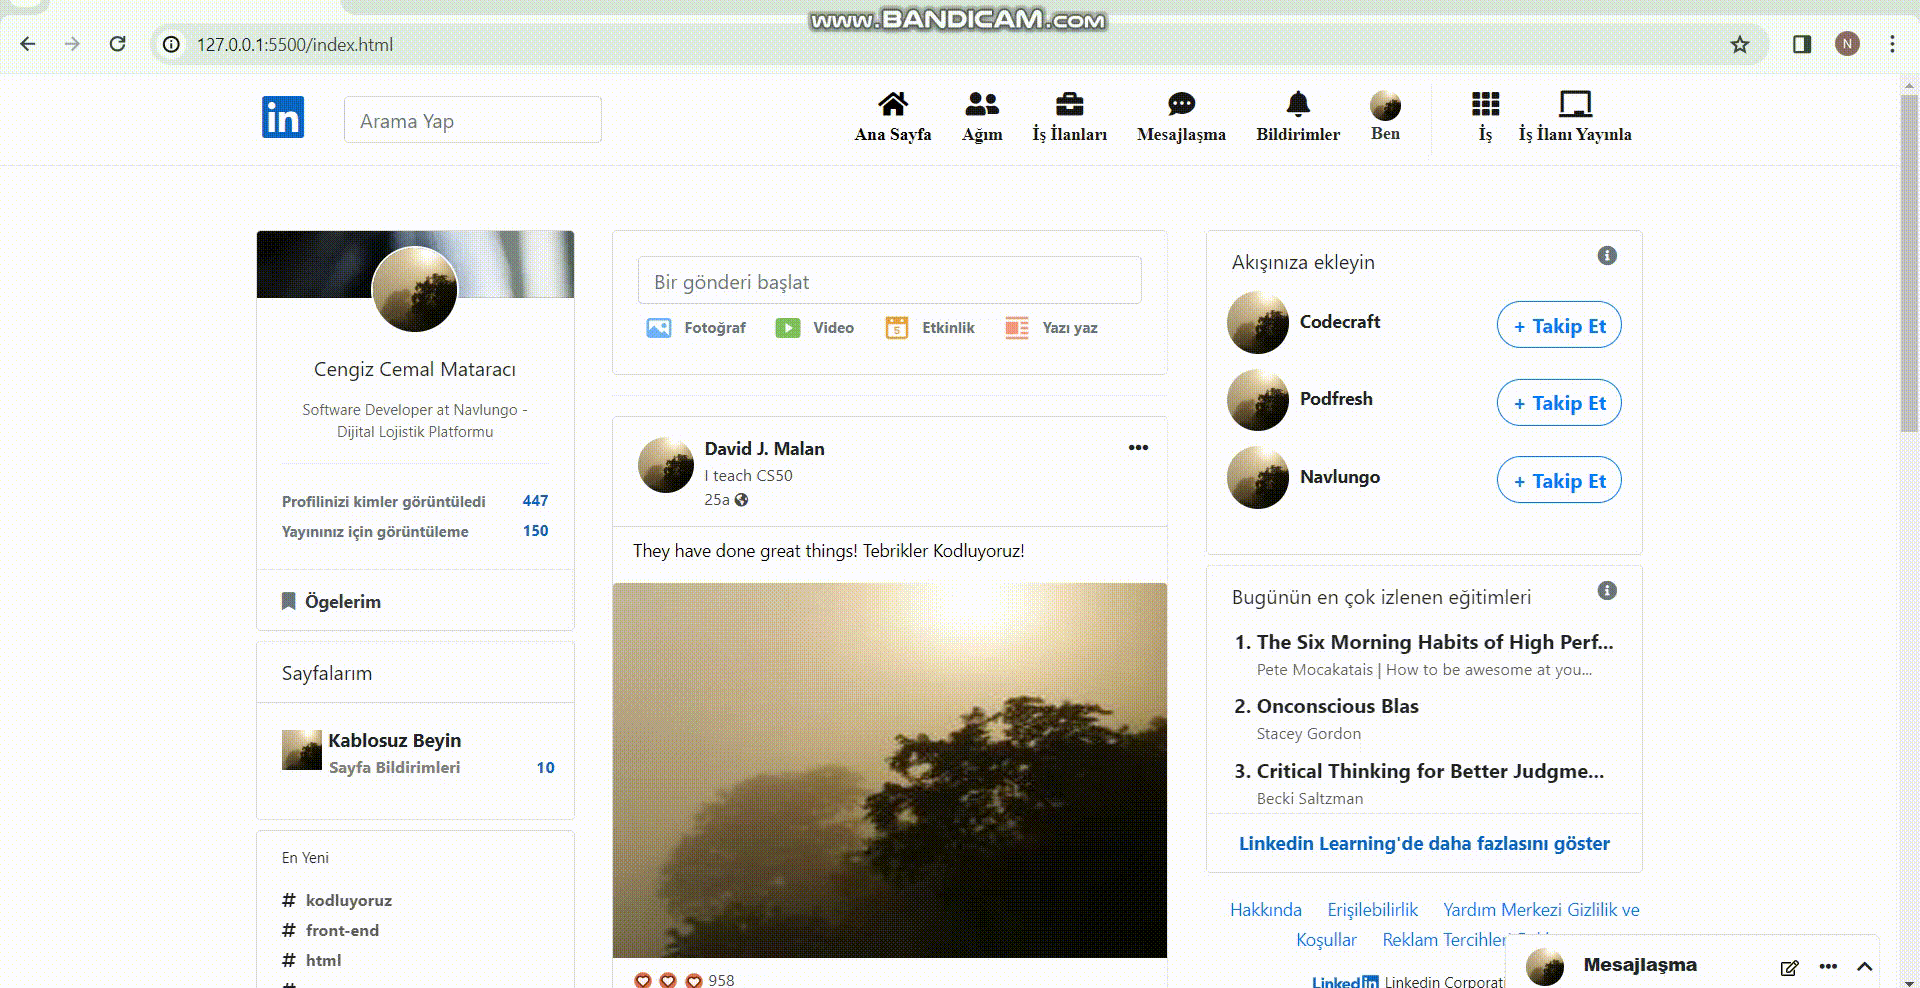 www.BANDICAM.com
127.0.0.1:5500/index.html
N
in
Arama Yap
Ana Sayfa
Ağım
İş İlanları
Mesajlaşma
Bildirimler
Ben
İş
İş İlanı Yayınla
Cengiz Cemal Mataracı
Software Developer at Navlungo -
Dijital Lojistik Platformu
Profilinizi kimler görüntüledi 447
Yayınınız için görüntüleme 150
Ögelerim
Sayfalarım
Kablosuz Beyin
Sayfa Bildirimleri 10
En Yeni
# kodluyoruz
# front-end
# html
Bir gönderi başlat
Fotoğraf
Video
5
Etkinlik
Yazı yaz
David J. Malan
I teach CS50
25a
They have done great things! Tebrikler Kodluyoruz!
958
Akışınıza ekleyin
Codecraft
+ Takip Et
Podfresh
+ Takip Et
Navlungo
+ Takip Et
Bugünün en çok izlenen eğitimleri
1. The Six Morning Habits of High Perf...
Pete Mocakatais | How to be awesome at you...
2. Onconscious Blas
Stacey Gordon
3. Critical Thinking for Better Judgme...
Becki Saltzman
Linkedin Learning'de daha fazlasını göster
Hakkında Erişilebilirlik Yardım Merkezi Gizlilik ve
Koşullar Reklam Tercihler
Linkedin Linkedin Corporati
Mesajlaşma